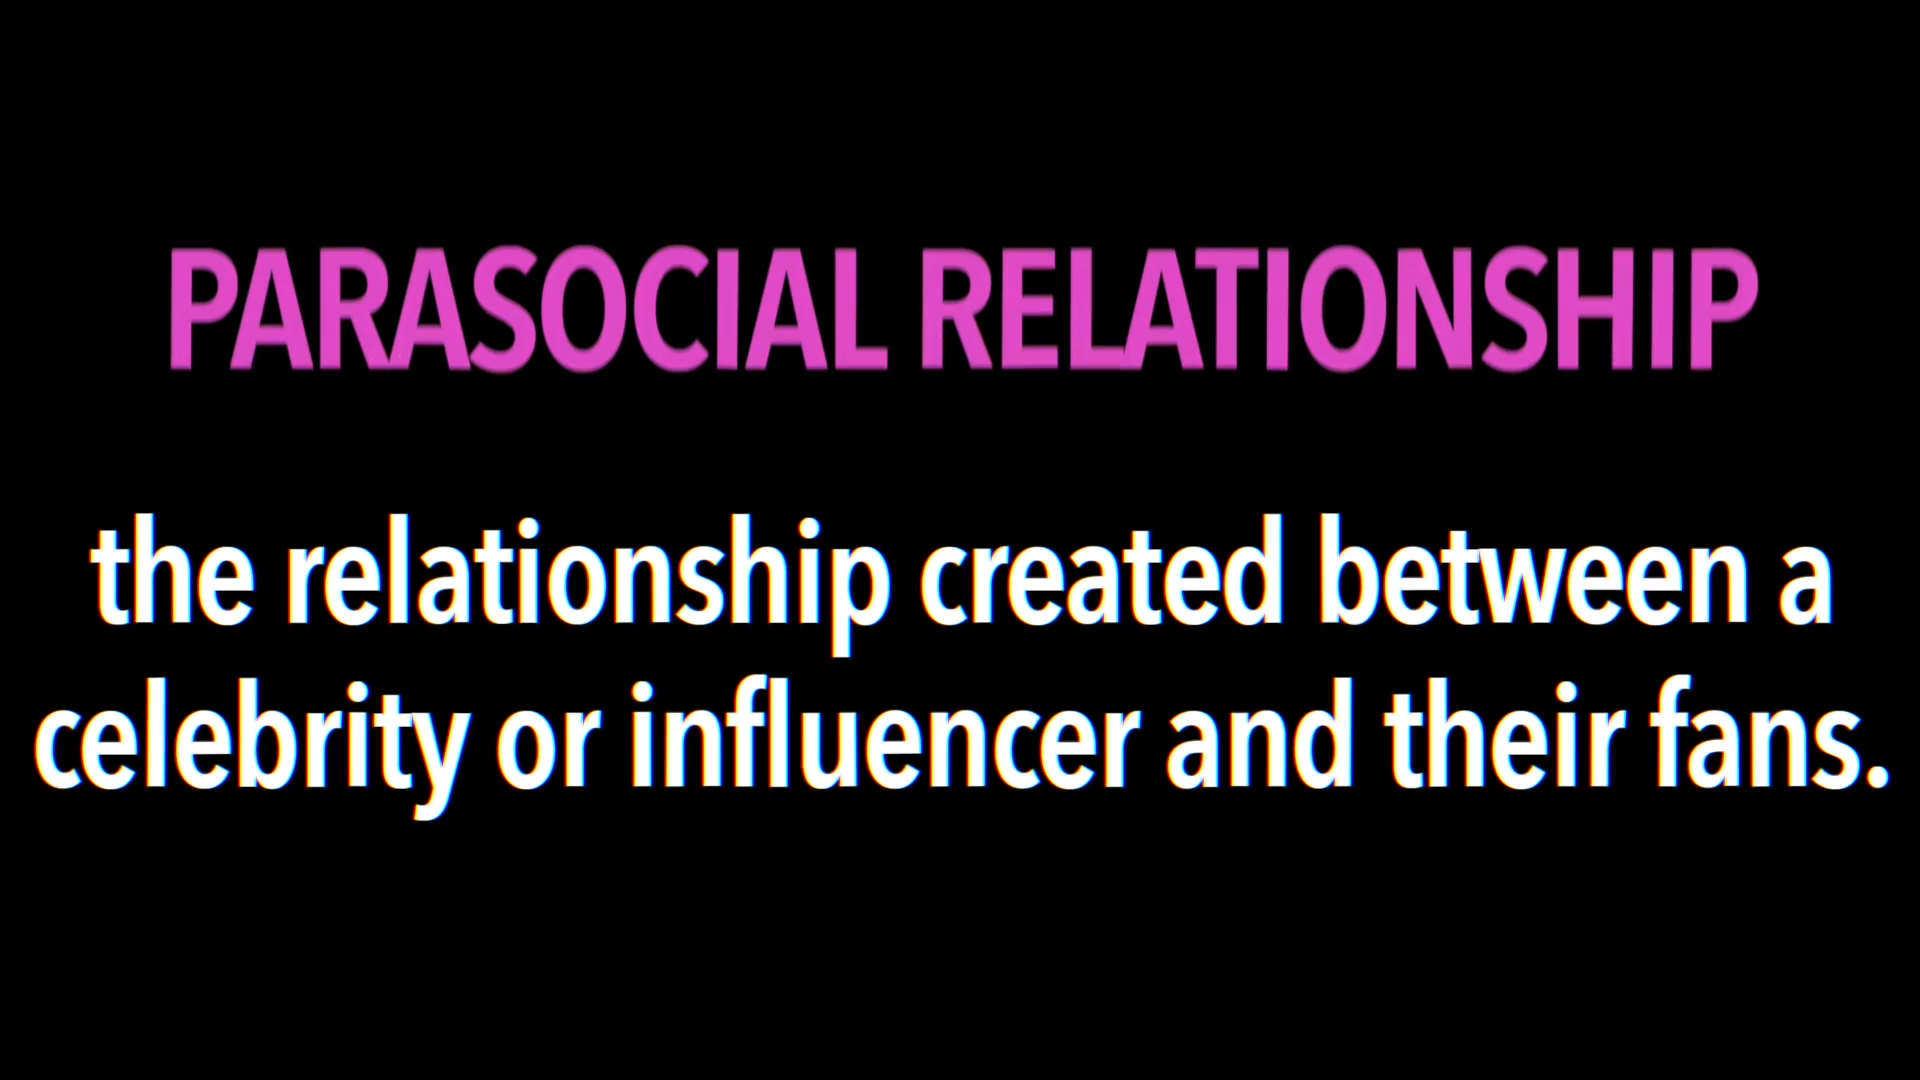 PARASOCIAL RELATIONSHIP
the relationship created between a
celebrity or influencer and their fans.